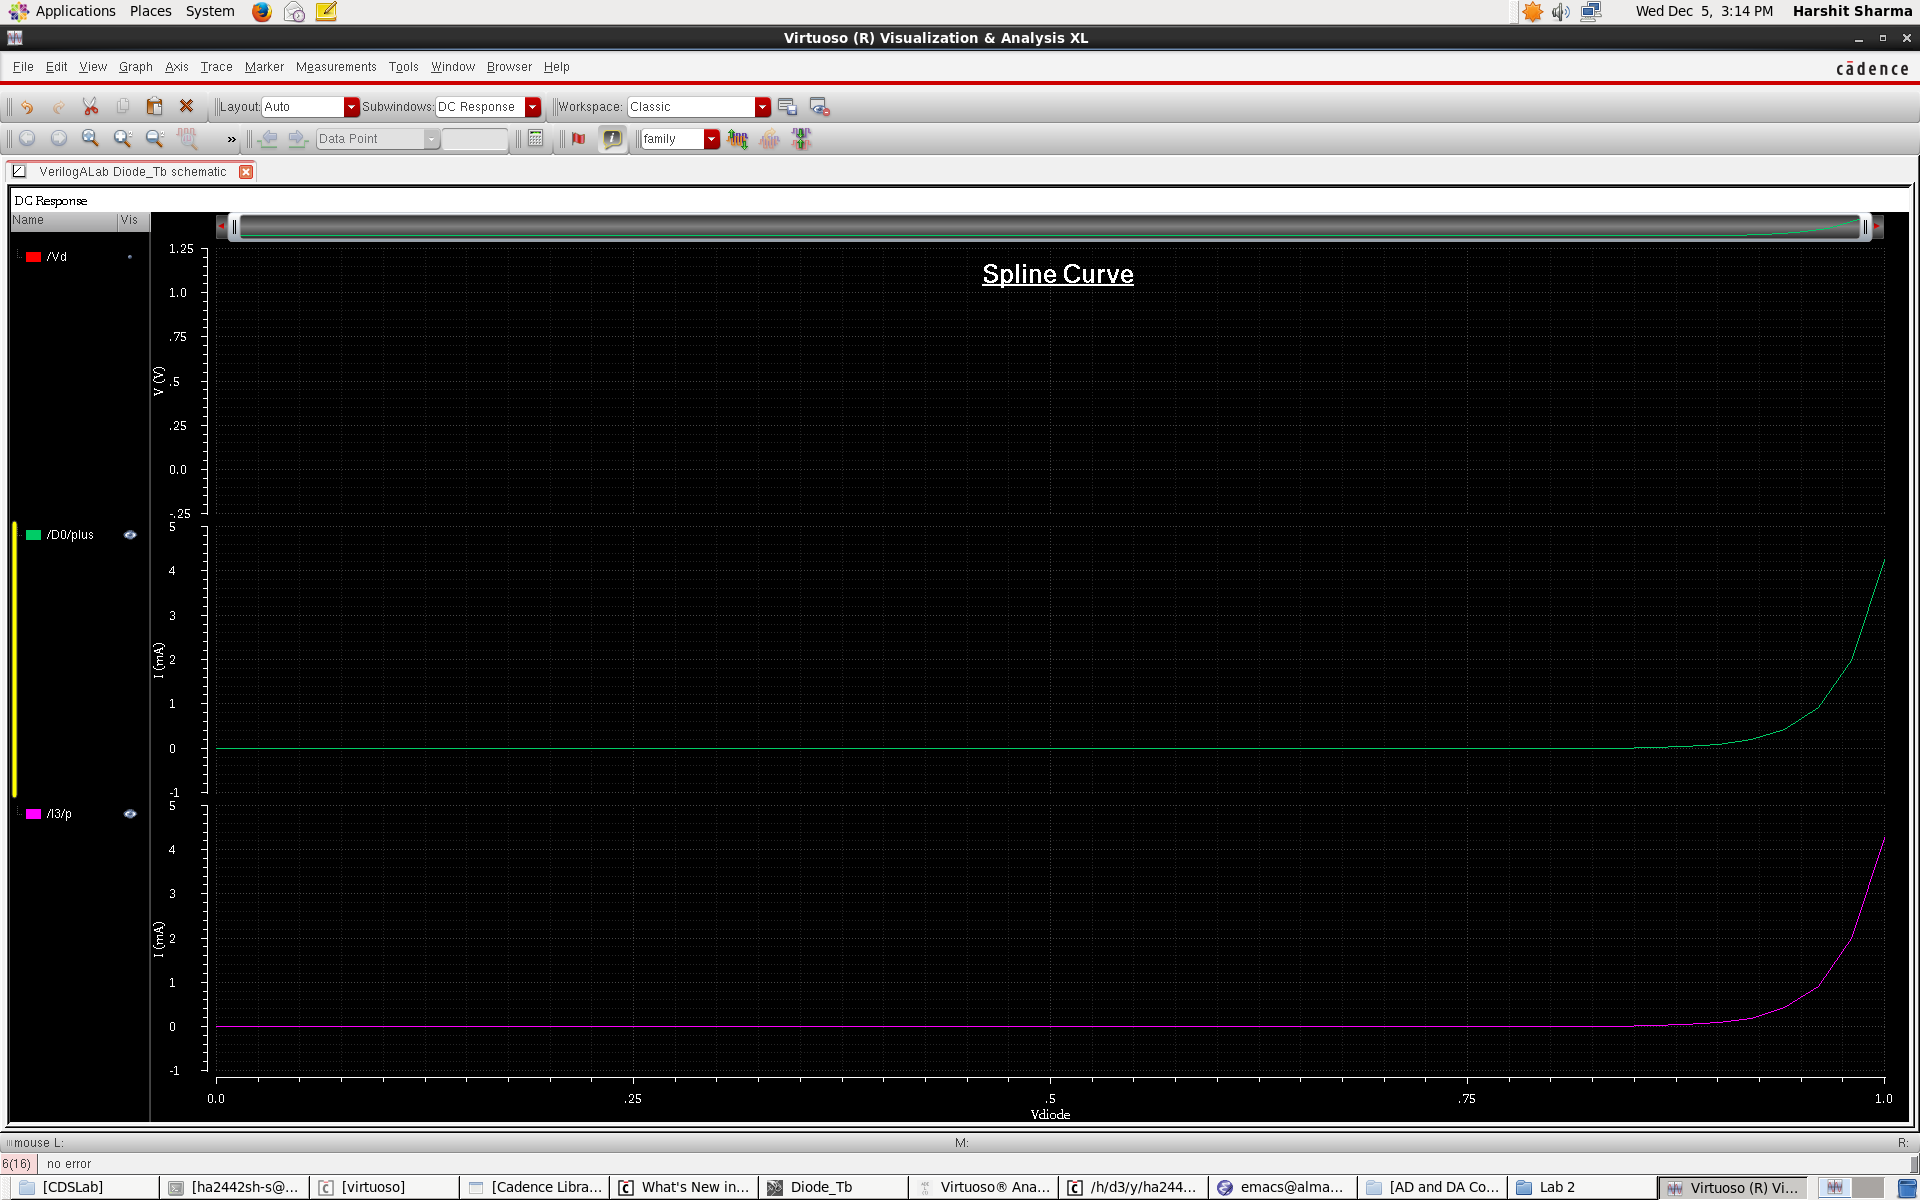 Applications Places System Wed Dec 5, 3:14 PM Harshit Sharma
Virtuoso (R) Visualization & Analysis XL
File Edit View Graph Axis Trace Marker Measurements Tools Window Browser Help
cādence
Layout: Auto Subwindows: DC Response Workspace: Classic
» Data Point family
VerilogALab Diode_Tb schematic
DC Response
Name Vis
/Vd
1.25
1.0
.75
.5
.25
0.0
-.25
V (V)
Spline Curve
/D0/plus
5
4
3
2
1
0
-1
I (mA)
/I3/p
5
4
3
2
1
0
-1
I (mA)
0.0 .25 .5 .75 1.0
Vdiode
mouse L: M: R:
6(16) no error
[CDSLab] [ha2442sh-s@... [virtuoso] [Cadence Libra... What's New in... Diode_Tb Virtuoso® Ana... /h/d3/y/ha244... emacs@alma... [AD and DA Co... Lab 2 Virtuoso (R) Vi...